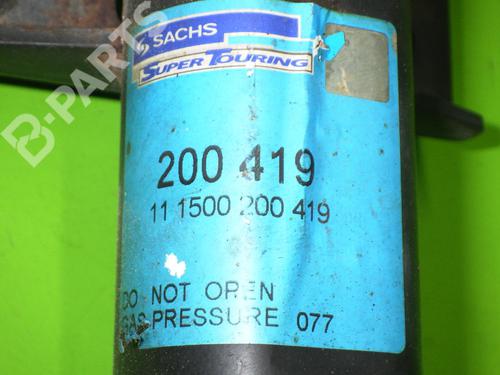 B-PARTS
SACHS
SUPER TOURING
200 419
11 1500 200 419
DO NOT OPEN
GAS PRESSURE 077